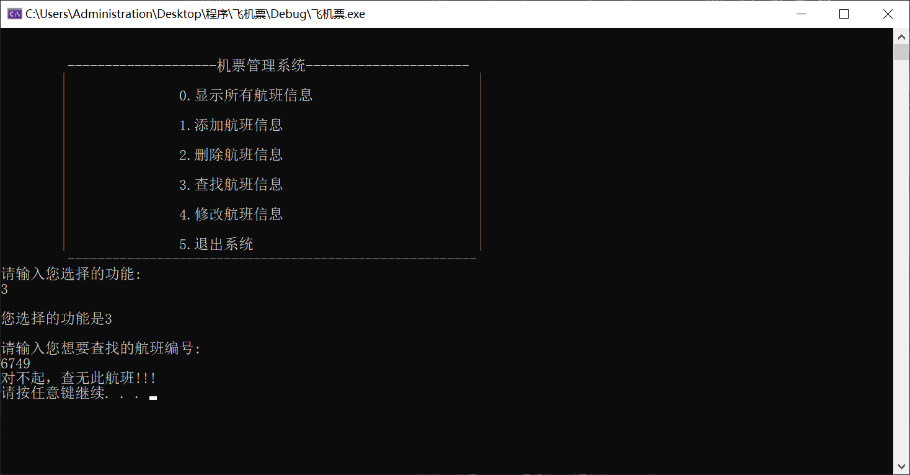 C:\Users\Administration\Desktop\程序\飞机票\Debug\飞机票.exe
--------------------机票管理系统----------------------
0.显示所有航班信息
1.添加航班信息
2.删除航班信息
3.查找航班信息
4.修改航班信息
5.退出系统
-------------------------------------------------------
请输入您选择的功能:
3
您选择的功能是3
请输入您想要查找的航班编号:
6749
对不起，查无此航班!!!
请按任意键继续. . .